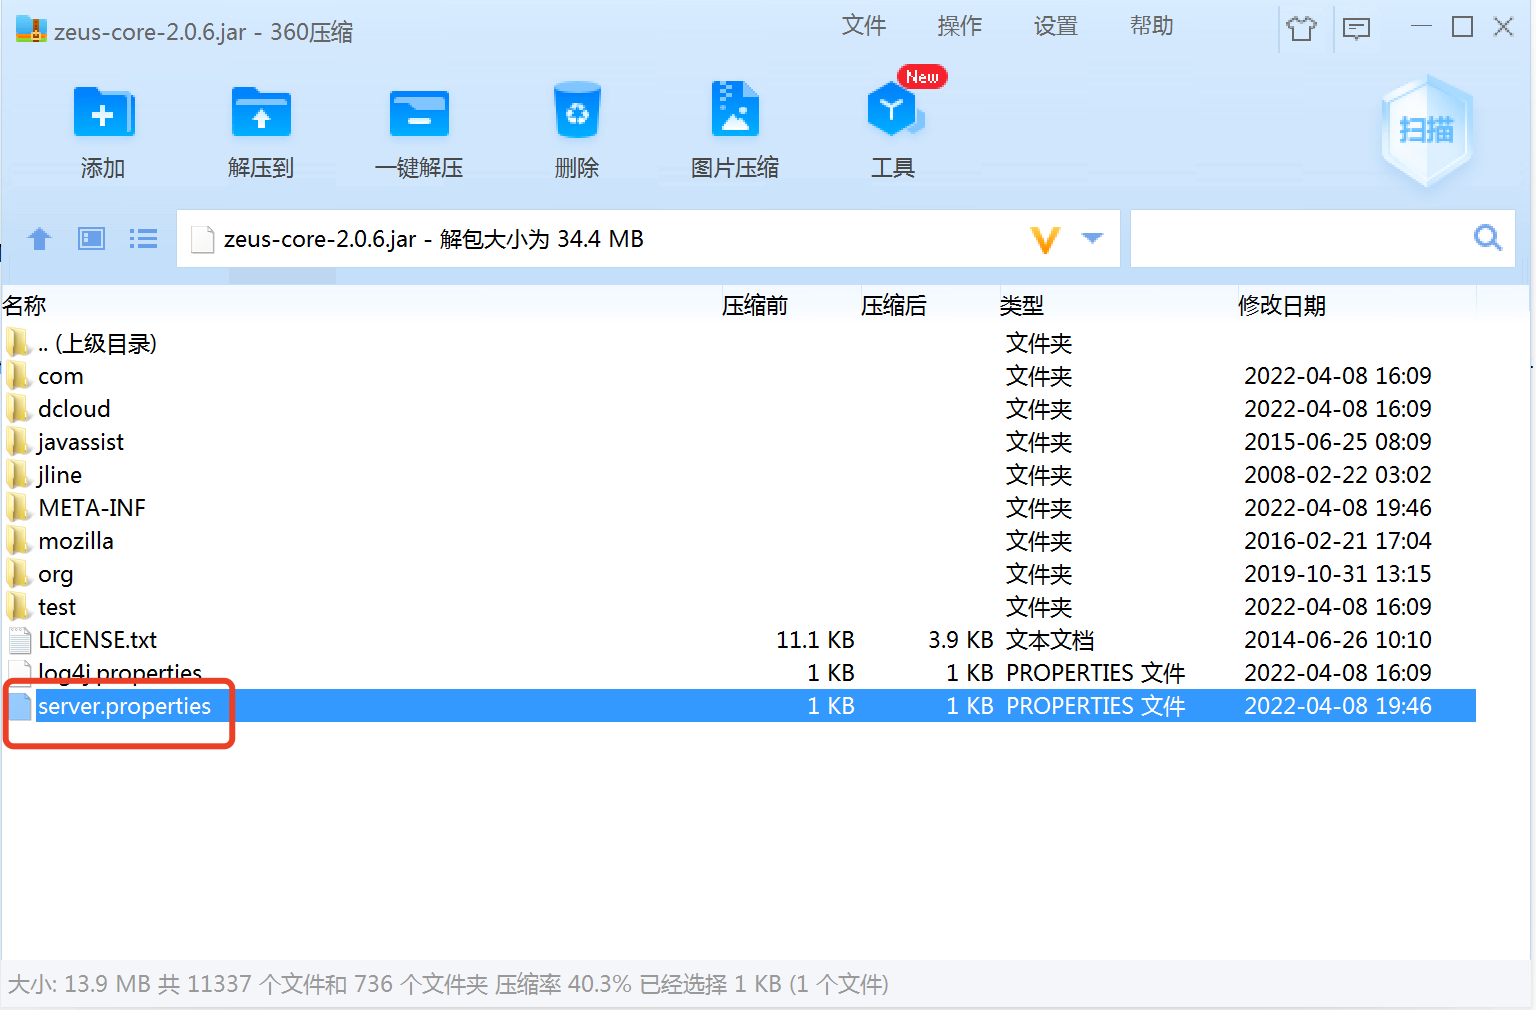 zeus-core-2.0.6.jar - 360压缩
文件 操作 设置 帮助
New
添加 解压到 一键解压 删除 图片压缩 工具 扫描
zeus-core-2.0.6.jar - 解包大小为 34.4 MB
名称 压缩前 压缩后 类型 修改日期
.. (上级目录) 文件夹
com 文件夹 2022-04-08 16:09
dcloud 文件夹 2022-04-08 16:09
javassist 文件夹 2015-06-25 08:09
jline 文件夹 2008-02-22 03:02
META-INF 文件夹 2022-04-08 19:46
mozilla 文件夹 2016-02-21 17:04
org 文件夹 2019-10-31 13:15
test 文件夹 2022-04-08 16:09
LICENSE.txt 11.1 KB 3.9 KB 文本文档 2014-06-26 10:10
log4j.properties 1 KB 1 KB PROPERTIES 文件 2022-04-08 16:09
server.properties 1 KB 1 KB PROPERTIES 文件 2022-04-08 19:46
大小: 13.9 MB 共 11337 个文件和 736 个文件夹 压缩率 40.3% 已经选择 1 KB (1 个文件)